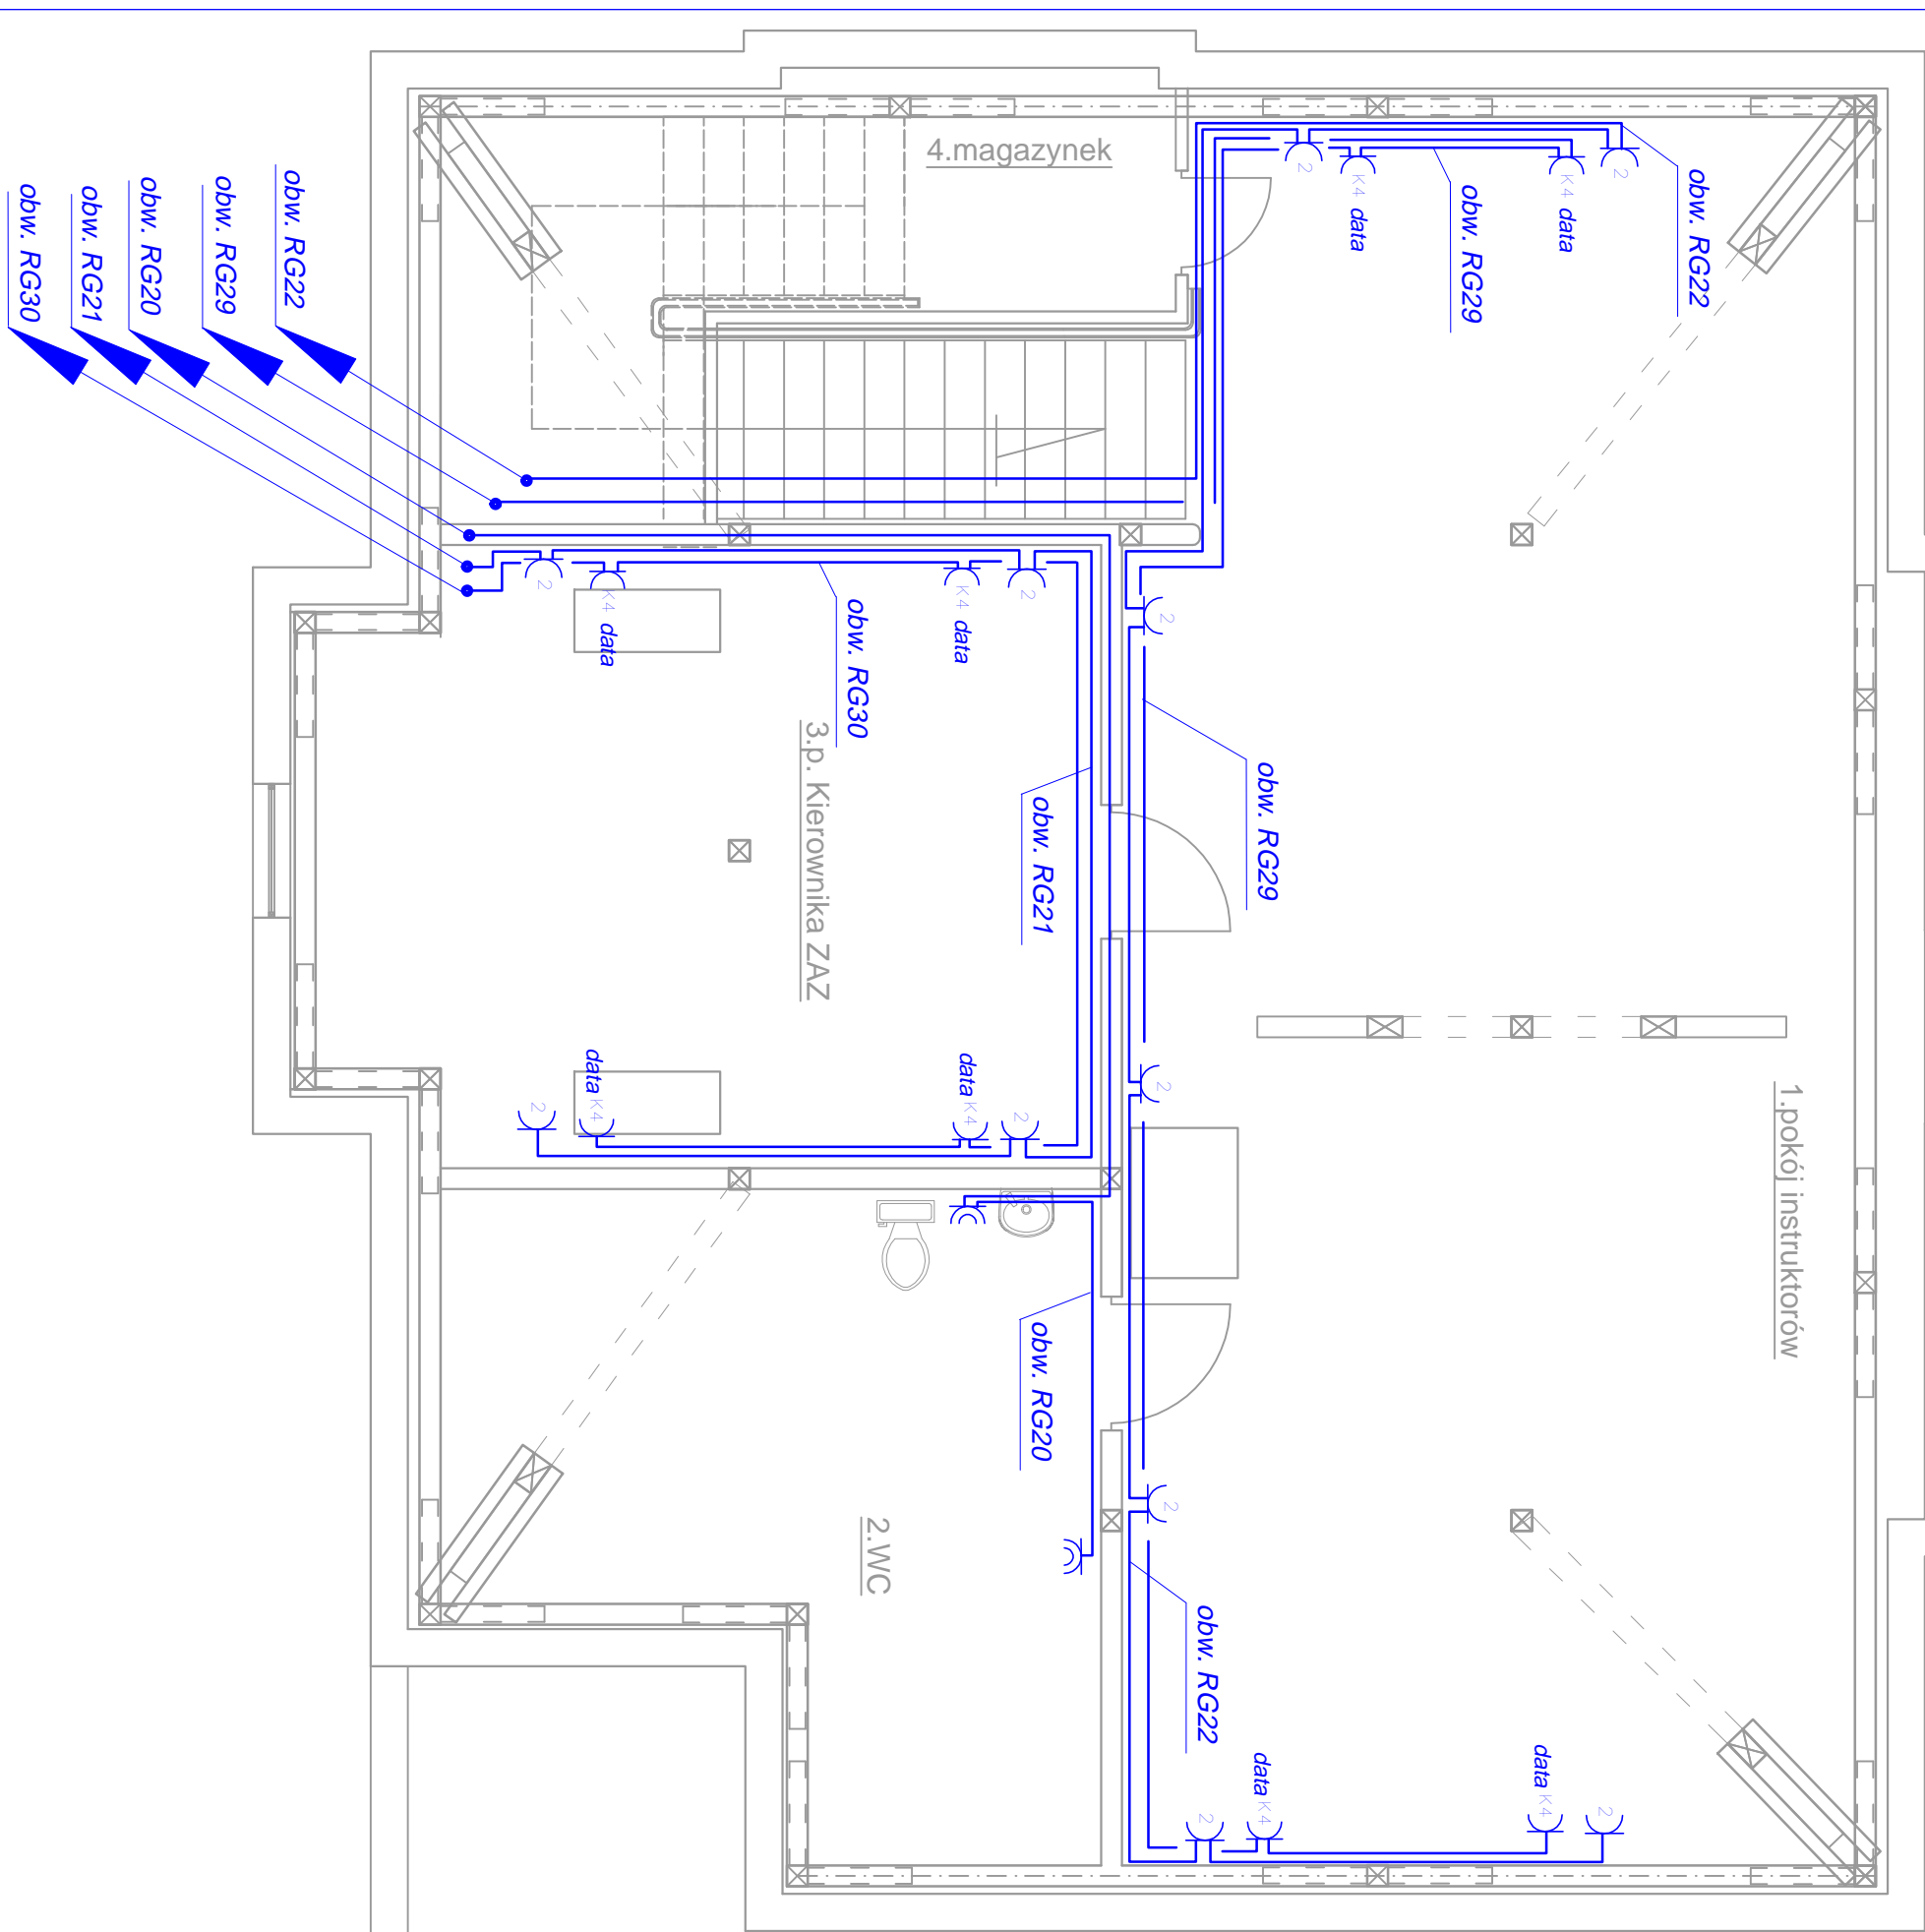 4.magazynek
obw. RG22
obw. RG29
2
K4 data
K4 data
2
obw. RG22
obw. RG29
obw. RG20
obw. RG21
obw. RG30
2
K4 data
K4 data
2
2
obw. RG30
obw. RG21
obw. RG29
3.p. Kierownika ZAZ
1.pokój instruktorów
2
data K4
data K4
2
2
obw. RG20
2.WC
2
obw. RG22
2
data K4
data K4
2